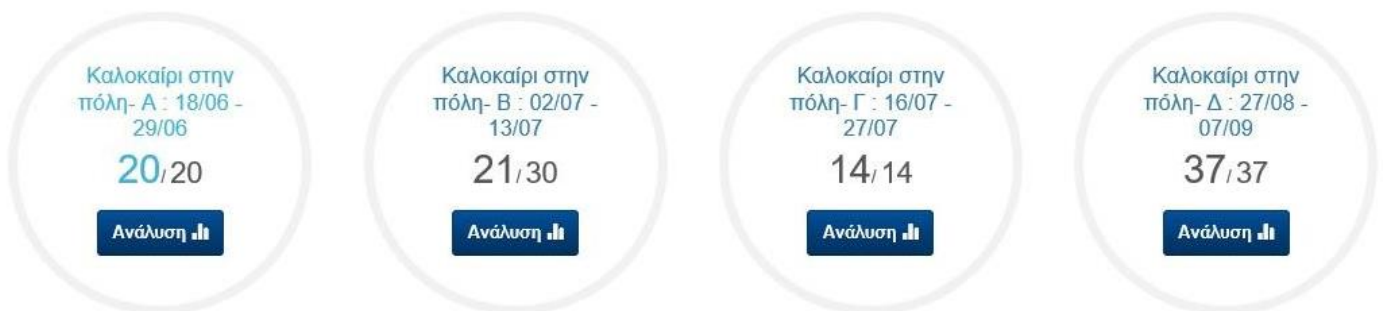 Καλοκαίρι στην
πόλη- Α : 18/06 -
29/06
20/ 20
Ανάλυση
Καλοκαίρι στην
πόλη- Β : 02/07 -
13/07
21/ 30
Ανάλυση
Καλοκαίρι στην
πόλη- Γ : 16/07 -
27/07
14/ 14
Ανάλυση
Καλοκαίρι στην
πόλη- Δ : 27/08 -
07/09
37/ 37
Ανάλυση